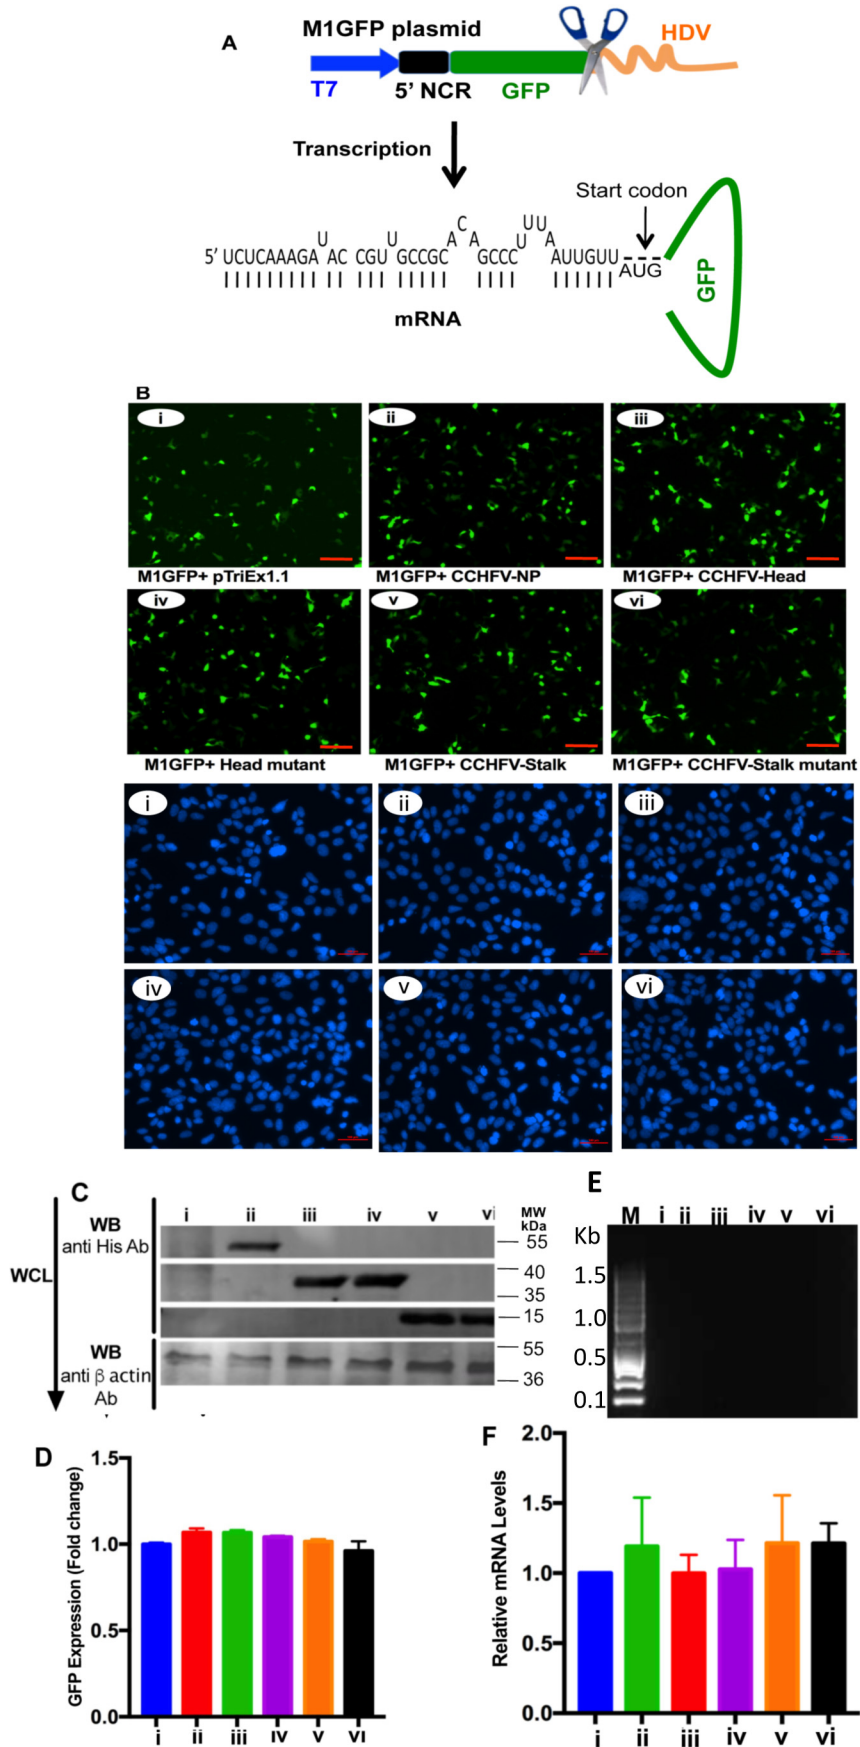 A
M1GFP plasmid
HDV
T7
5' NCR
GFP
Transcription
Start codon
5' UCUCAAAGA U AC CGU U GCCGC A C A GCCC U U U A AUUGUU AUG
GFP
mRNA
B
i
ii
iii
M1GFP+ pTriEx1.1
M1GFP+ CCHFV-NP
M1GFP+ CCHFV-Head
iv
v
vi
M1GFP+ Head mutant
M1GFP+ CCHFV-Stalk
M1GFP+ CCHFV-Stalk mutant
i
ii
iii
iv
v
vi
C
i ii iii iv v vi
MW
kDa
WB
anti His Ab
WCL
55
40
35
15
WB
anti β actin
Ab
55
36
E
M i ii iii iv v vi
Kb
1.5
1.0
0.5
0.1
D
GFP Expression (Fold change)
1.5
1.0
0.5
0.0
i ii iii iv v vi
F
Relative mRNA Levels
2.0
1.5
1.0
0.5
0.0
i ii iii iv v vi